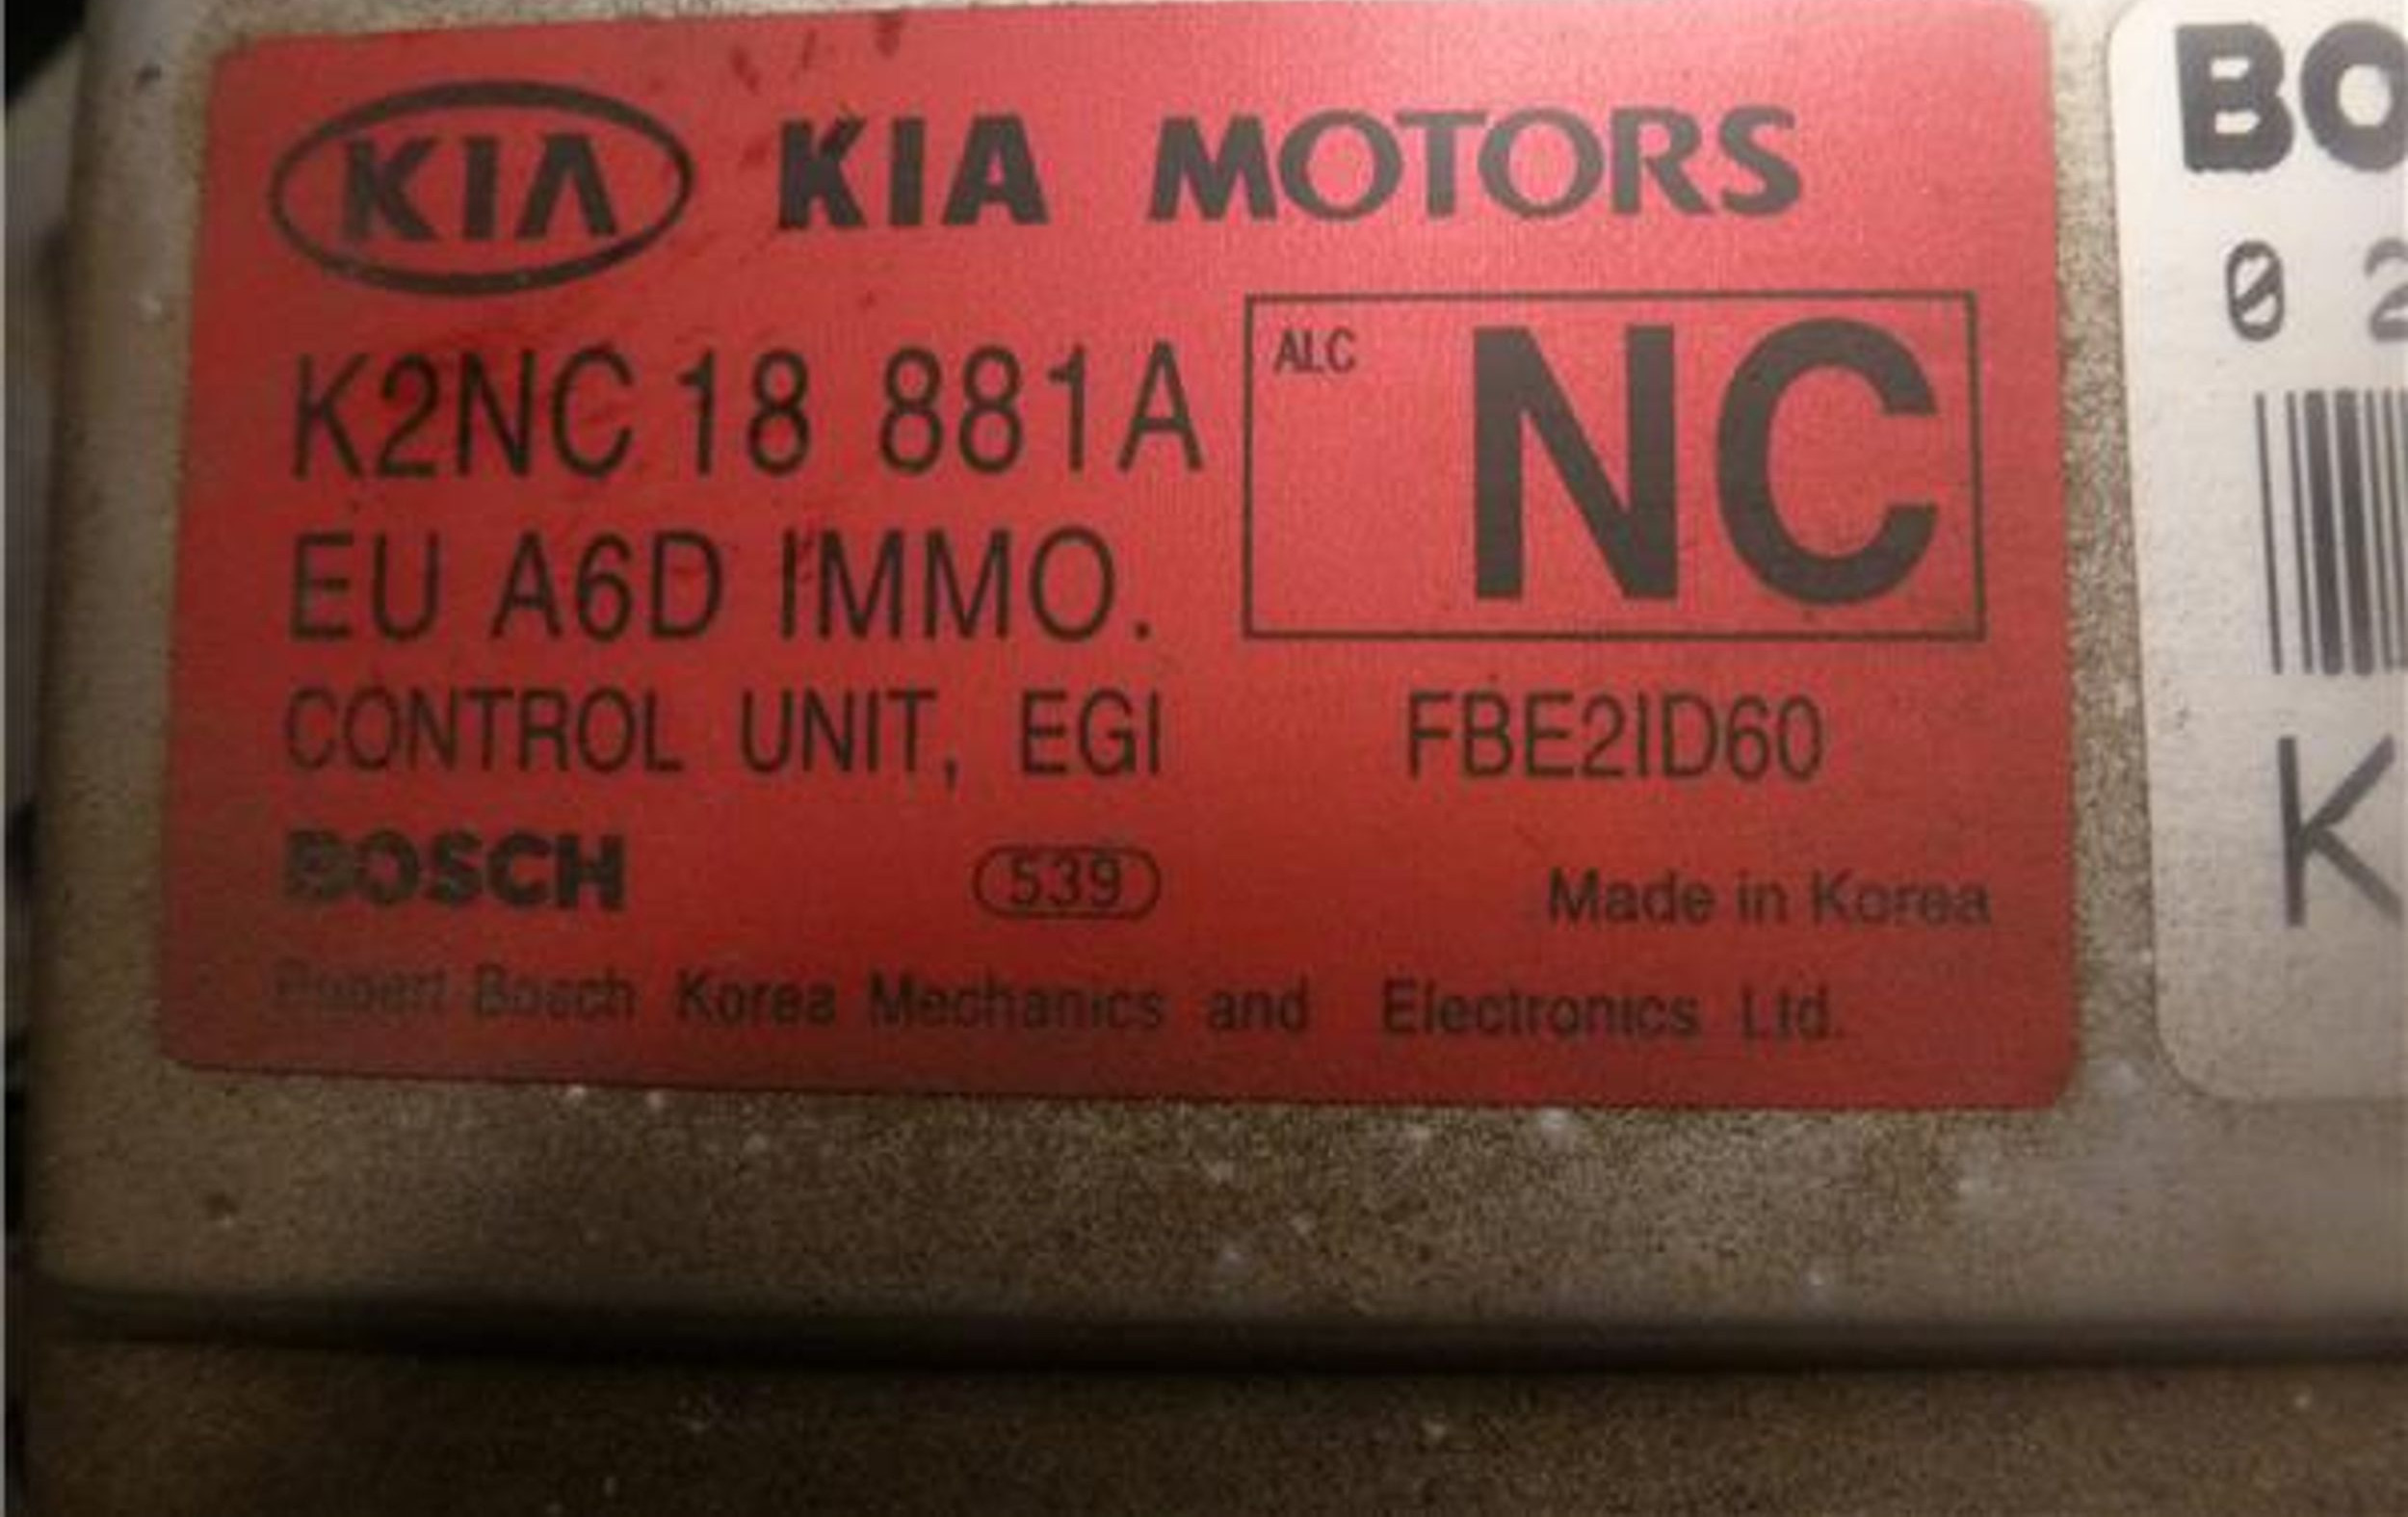 KIA KIA MOTORS
K2NC 18 881A
ALC NC
EU A6D IMMO.
CONTROL UNIT, EGI FBE2ID60
BOSCH 539 Made in Korea
Rupert Bosch Korea Mechanics and Electronics Ltd.
BO
0 2
K